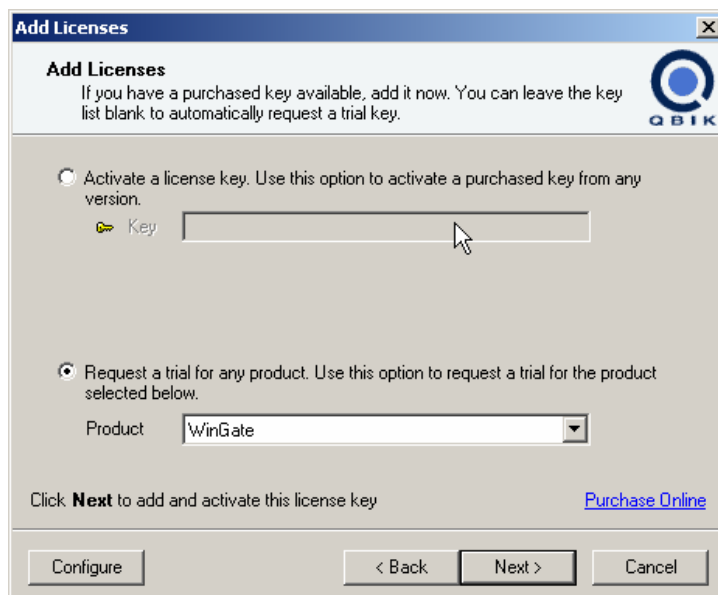 Add Licenses
Add Licenses
If you have a purchased key available, add it now. You can leave the key
list blank to automatically request a trial key.
QBIK
Activate a license key. Use this option to activate a purchased key from any
version.
Key
Request a trial for any product. Use this option to request a trial for the product
selected below.
Product WinGate
Click Next to add and activate this license key Purchase Online
Configure < Back Next > Cancel